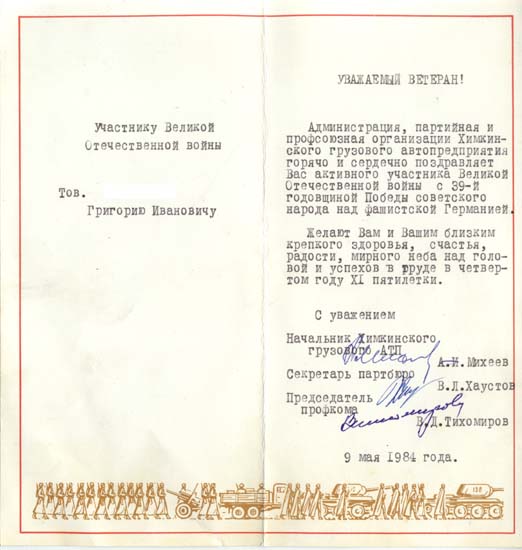 Участнику Великой
Отечественной войны
Тов.
Григорию Ивановичу
УВАЖАЕМЫЙ ВЕТЕРАН!
Администрация, партийная и
профсоюзная организации Химкин-
ского грузового автопредприятия
горячо и сердечно поздравляет
Вас активного участника Великой
Отечественной войны с 39-й
годовщиной Победы советского
народа над фашистской Германией.
Желают Вам и Вашим близким
крепкого здоровья, счастья,
радости, мирного неба над голо-
вой и успехов в труде в четвер-
том году XI пятилетки.
С уважением
Начальник Химкинского
грузового АТП
А.И. Михеев
Секретарь партбюро
В.Л.Хаустов
Председатель
профкома
В.Д.Тихомиров
9 мая 1984 года.